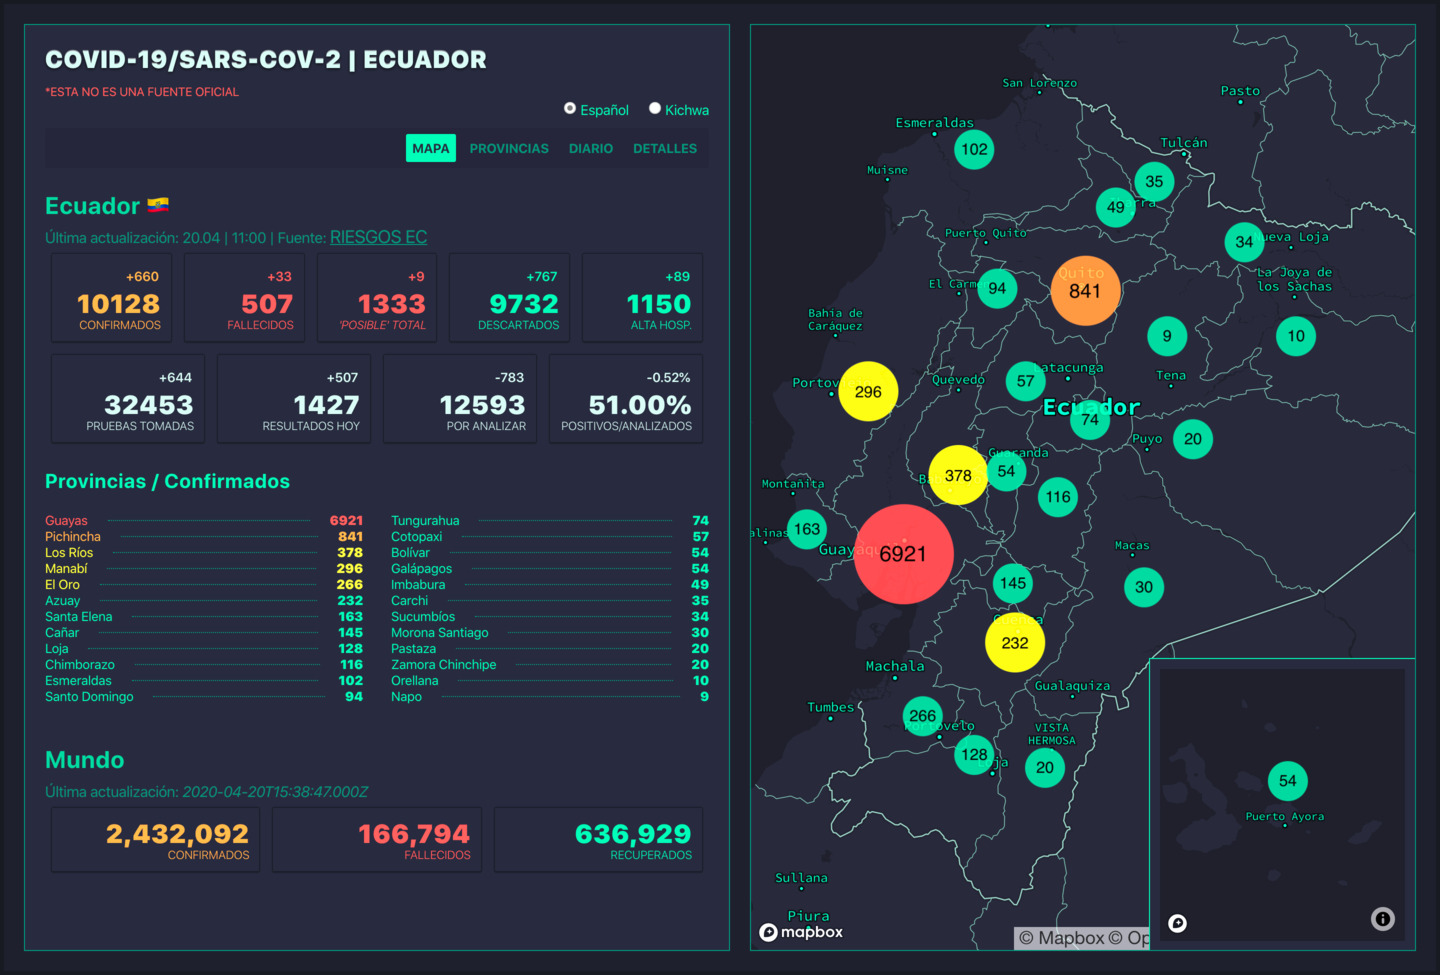 COVID-19/SARS-COV-2 | ECUADOR
*ESTA NO ES UNA FUENTE OFICIAL
Español Kichwa
MAPA PROVINCIAS DIARIO DETALLES
Ecuador
Última actualización: 20.04 | 11:00 | Fuente: RIESGOS EC
+660 +33 +9 +767 +89
10128 507 1333 9732 1150
CONFIRMADOS FALLECIDOS 'POSIBLE' TOTAL DESCARTADOS ALTA HOSP.
+644 +507 -783 -0.52%
32453 1427 12593 51.00%
PRUEBAS TOMADAS RESULTADOS HOY POR ANALIZAR POSITIVOS/ANALIZADOS
Provincias / Confirmados
Guayas 6921
Pichincha 841
Los Ríos 378
Manabí 296
El Oro 266
Azuay 232
Santa Elena 163
Cañar 145
Loja 128
Chimborazo 116
Esmeraldas 102
Santo Domingo 94
Tungurahua 74
Cotopaxi 57
Bolívar 54
Galápagos 54
Imbabura 49
Carchi 35
Sucumbíos 34
Morona Santiago 30
Pastaza 20
Zamora Chinchipe 20
Orellana 10
Napo 9
Mundo
Última actualización: 2020-04-20T15:38:47.000Z
2,432,092 166,794 636,929
CONFIRMADOS FALLECIDOS RECUPERADOS
San Lorenzo
Pasto
Esmeraldas
102
Tulcán
Muisne
35
49
Puerto Quito
34
Nueva Loja
Quito
841
El Carmen
94
La Joya de
los Sachas
Bahia de
Caráquez
9
10
Portov
296
Quevedo
57
Latacunga
Tena
Ecuador
74
Puyo
20
Guaranda
378
54
Montañita
116
163
alinas
Guayaqu
6921
Macas
145
30
Cuenca
232
Machala
Gualaquiza
Tumbes
266
Portovelo
VISTA
HERMOSA
128
Loja
20
54
Puerto Ayora
Sullana
Piura
mapbox
© Mapbox © Op